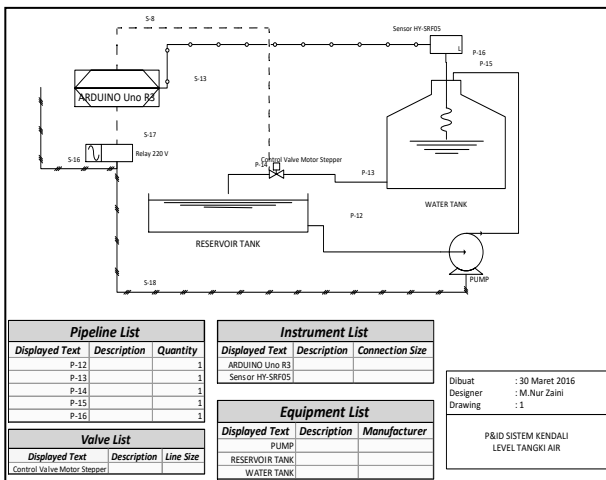 S-8
Sensor HY-SRF05
L
P-16
P-15
S-13
ARDUINO Uno R3
S-17
Relay 220 V
S-16
Control Valve Motor Stepper
P-14
P-13
WATER TANK
P-12
RESERVOIR TANK
PUMP
S-18
Pipeline List
Displayed Text Description Quantity
P-12 1
P-13 1
P-14 1
P-15 1
P-16 1
Valve List
Displayed Text Description Line Size
Control Valve Motor Stepper
Instrument List
Displayed Text Description Connection Size
ARDUINO Uno R3
Sensor HY-SRF05
Equipment List
Displayed Text Description Manufacturer
PUMP
RESERVOIR TANK
WATER TANK
Dibuat : 30 Maret 2016
Designer : M.Nur Zaini
Drawing : 1
P&ID SISTEM KENDALI
LEVEL TANGKI AIR